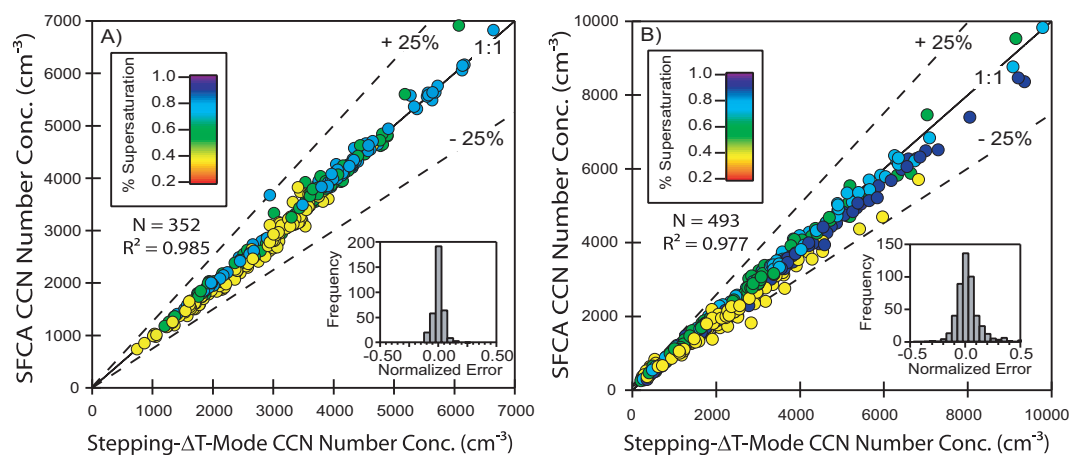 A)
+ 25%
1:1
- 25%
% Supersaturation
1.0
0.8
0.6
0.4
0.2
N = 352
R² = 0.985
SFCA CCN Number Conc. (cm⁻³)
7000
6000
5000
4000
3000
2000
1000
0
0 1000 2000 3000 4000 5000 6000 7000
Stepping-ΔT-Mode CCN Number Conc. (cm⁻³)
Frequency
200
150
100
50
0
-0.50 0.00 0.50
Normalized Error
B)
+ 25%
1:1
- 25%
% Supersaturation
1.0
0.8
0.6
0.4
0.2
N = 493
R² = 0.977
SFCA CCN Number Conc. (cm⁻³)
10000
8000
6000
4000
2000
0
0 2000 4000 6000 8000 10000
Stepping-ΔT-Mode CCN Number Conc. (cm⁻³)
Frequency
150
100
50
0
-0.5 0.0 0.5
Normalized Error